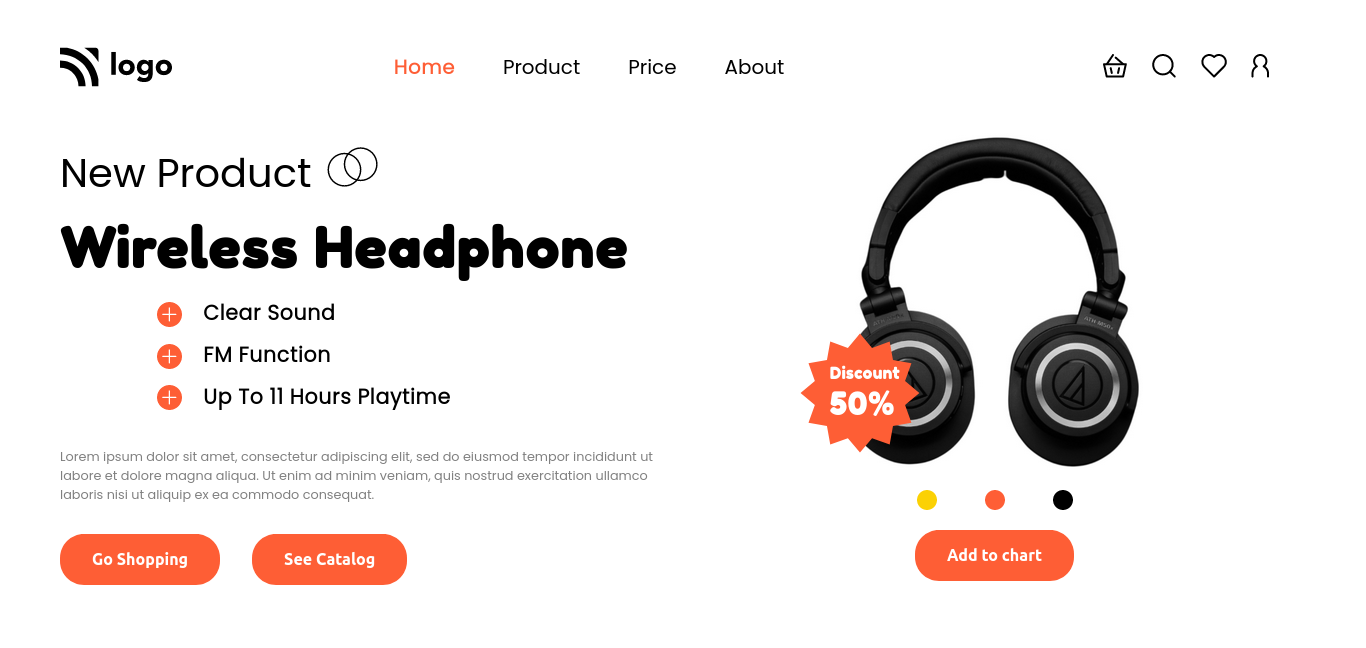 logo
Home Product Price About
New Product
Wireless Headphone
Clear Sound
FM Function
Up To 11 Hours Playtime
Lorem ipsum dolor sit amet, consectetur adipiscing elit, sed do eiusmod tempor incididunt ut
labore et dolore magna aliqua. Ut enim ad minim veniam, quis nostrud exercitation ullamco
laboris nisi ut aliquip ex ea commodo consequat.
Go Shopping
See Catalog
Discount
50%
Add to chart